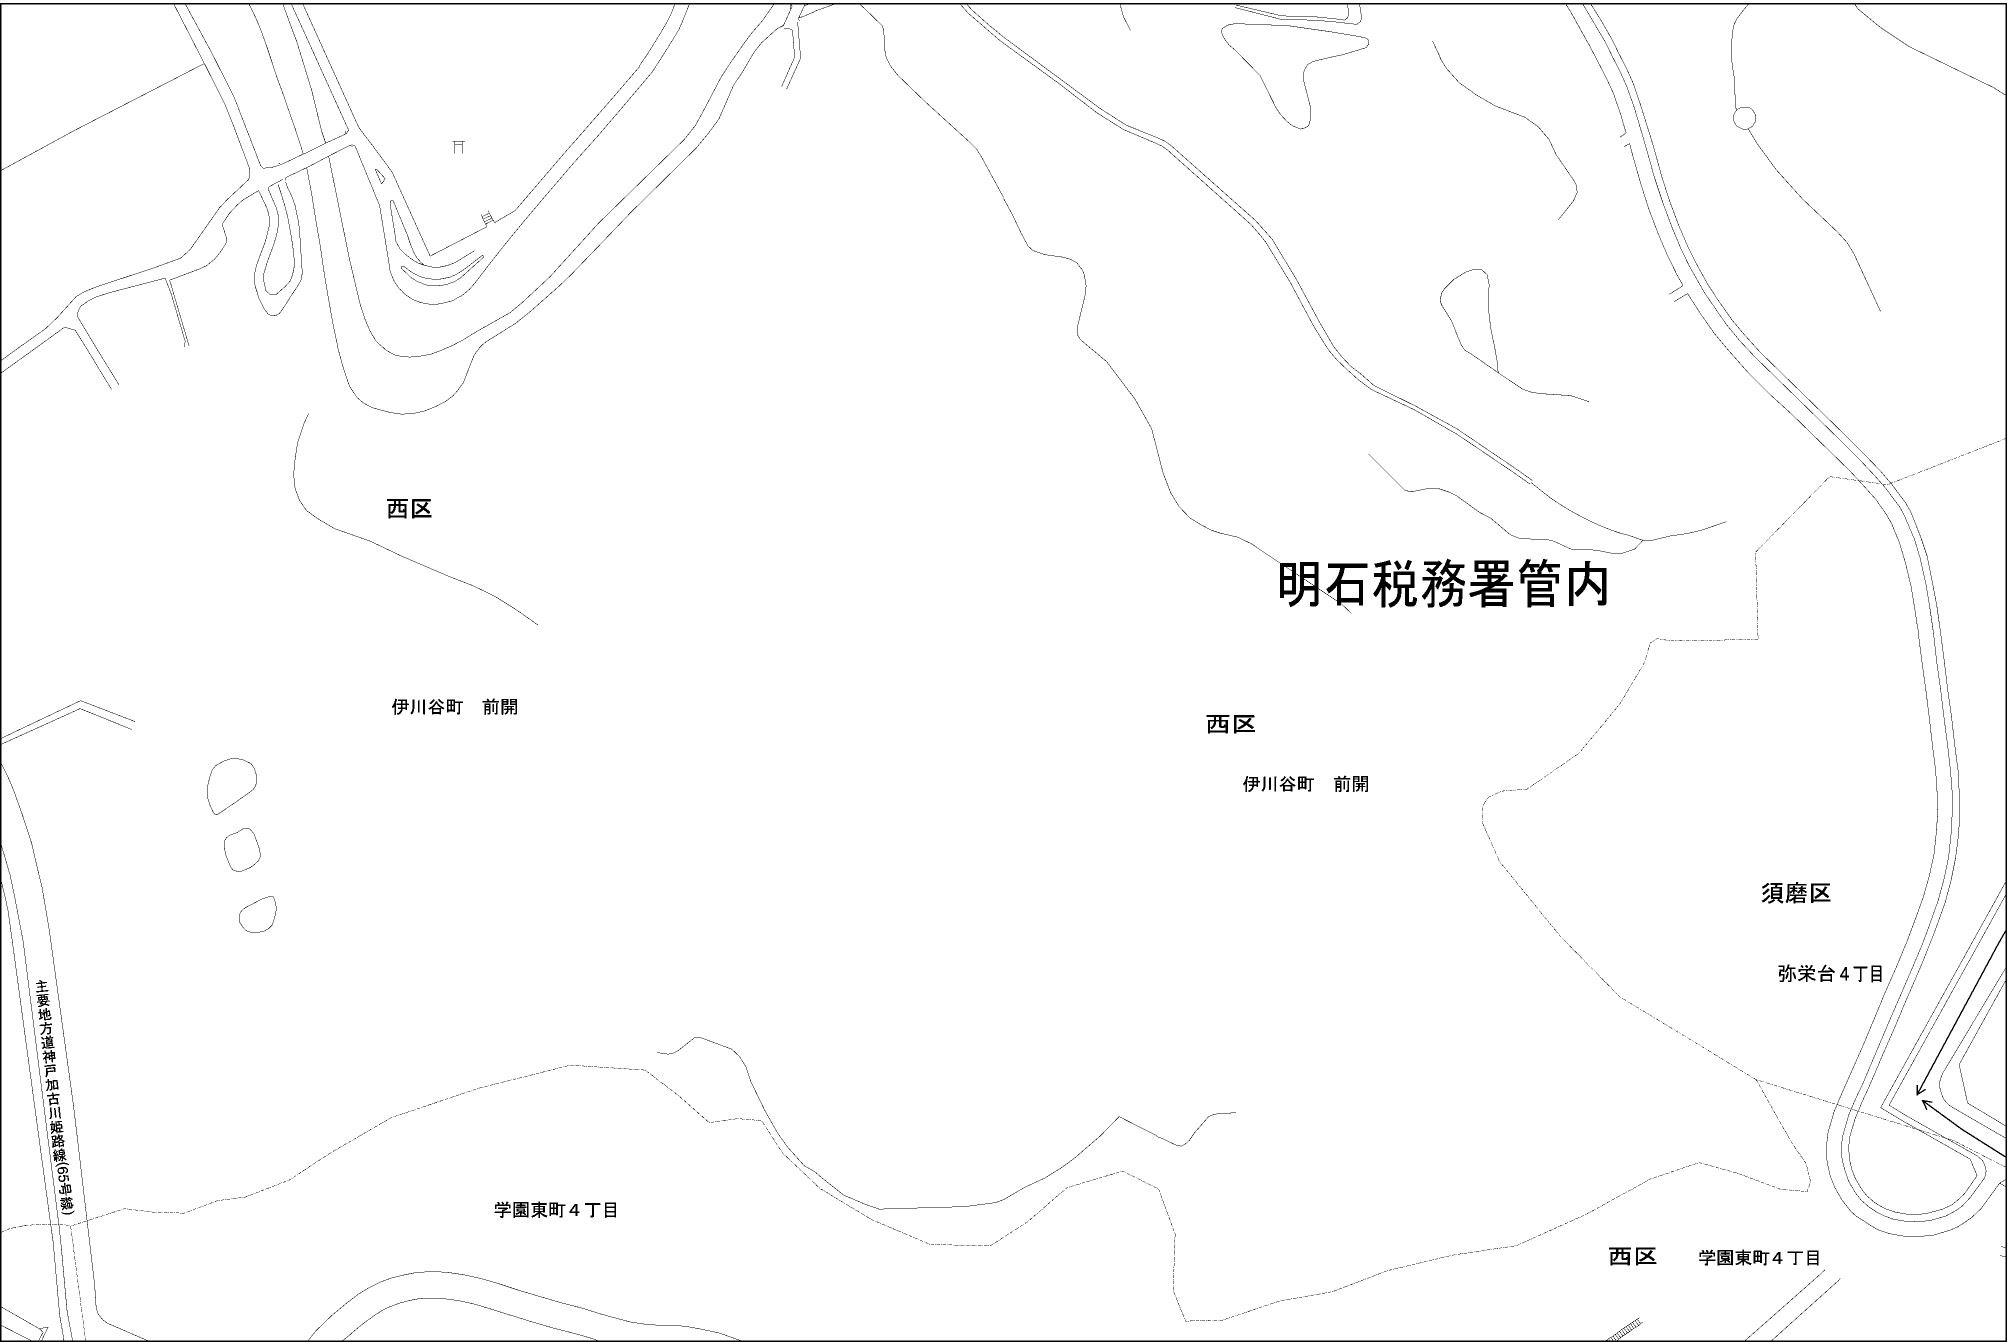 西区
明石税務署管内
伊川谷町　前開
西区
伊川谷町　前開
須磨区
弥栄台4丁目
主要地方道神戸加古川姫路線(65号線)
学園東町4丁目
西区　学園東町4丁目